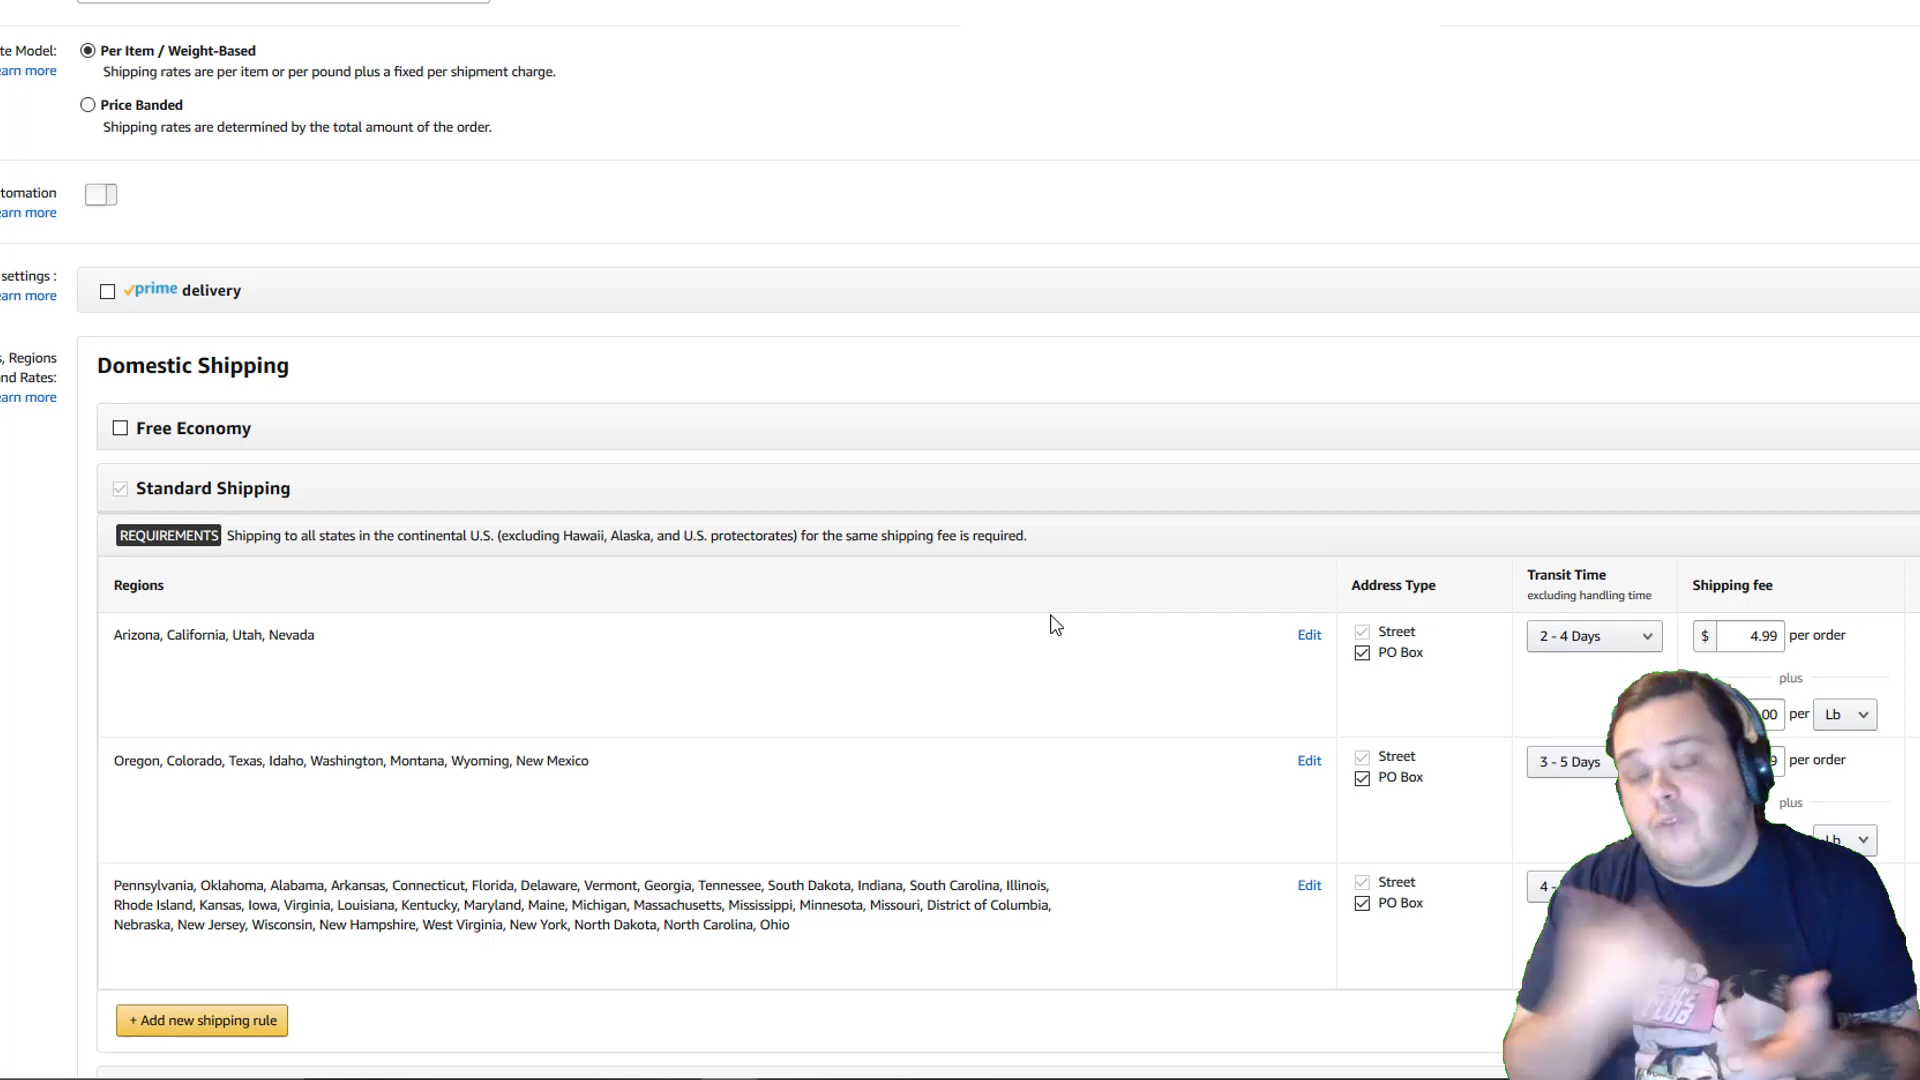 te Model:
Per Item / Weight-Based
earn more
Shipping rates are per item or per pound plus a fixed per shipment charge.
Price Banded
Shipping rates are determined by the total amount of the order.
tomation
earn more
settings :
earn more
prime delivery
s, Regions
nd Rates:
earn more
Domestic Shipping
Free Economy
Standard Shipping
REQUIREMENTS Shipping to all states in the continental U.S. (excluding Hawaii, Alaska, and U.S. protectorates) for the same shipping fee is required.
Regions
Address Type
Transit Time
excluding handling time
Shipping fee
Arizona, California, Utah, Nevada
Edit
Street
PO Box
2 - 4 Days
$ 4.99 per order
plus
00 per Lb
Oregon, Colorado, Texas, Idaho, Washington, Montana, Wyoming, New Mexico
Edit
Street
PO Box
3 - 5 Days
9 per order
plus
Lb
Pennsylvania, Oklahoma, Alabama, Arkansas, Connecticut, Florida, Delaware, Vermont, Georgia, Tennessee, South Dakota, Indiana, South Carolina, Illinois,
Rhode Island, Kansas, Iowa, Virginia, Louisiana, Kentucky, Maryland, Maine, Michigan, Massachusetts, Mississippi, Minnesota, Missouri, District of Columbia,
Nebraska, New Jersey, Wisconsin, New Hampshire, West Virginia, New York, North Dakota, North Carolina, Ohio
Edit
Street
PO Box
4 -
+ Add new shipping rule
CLUB